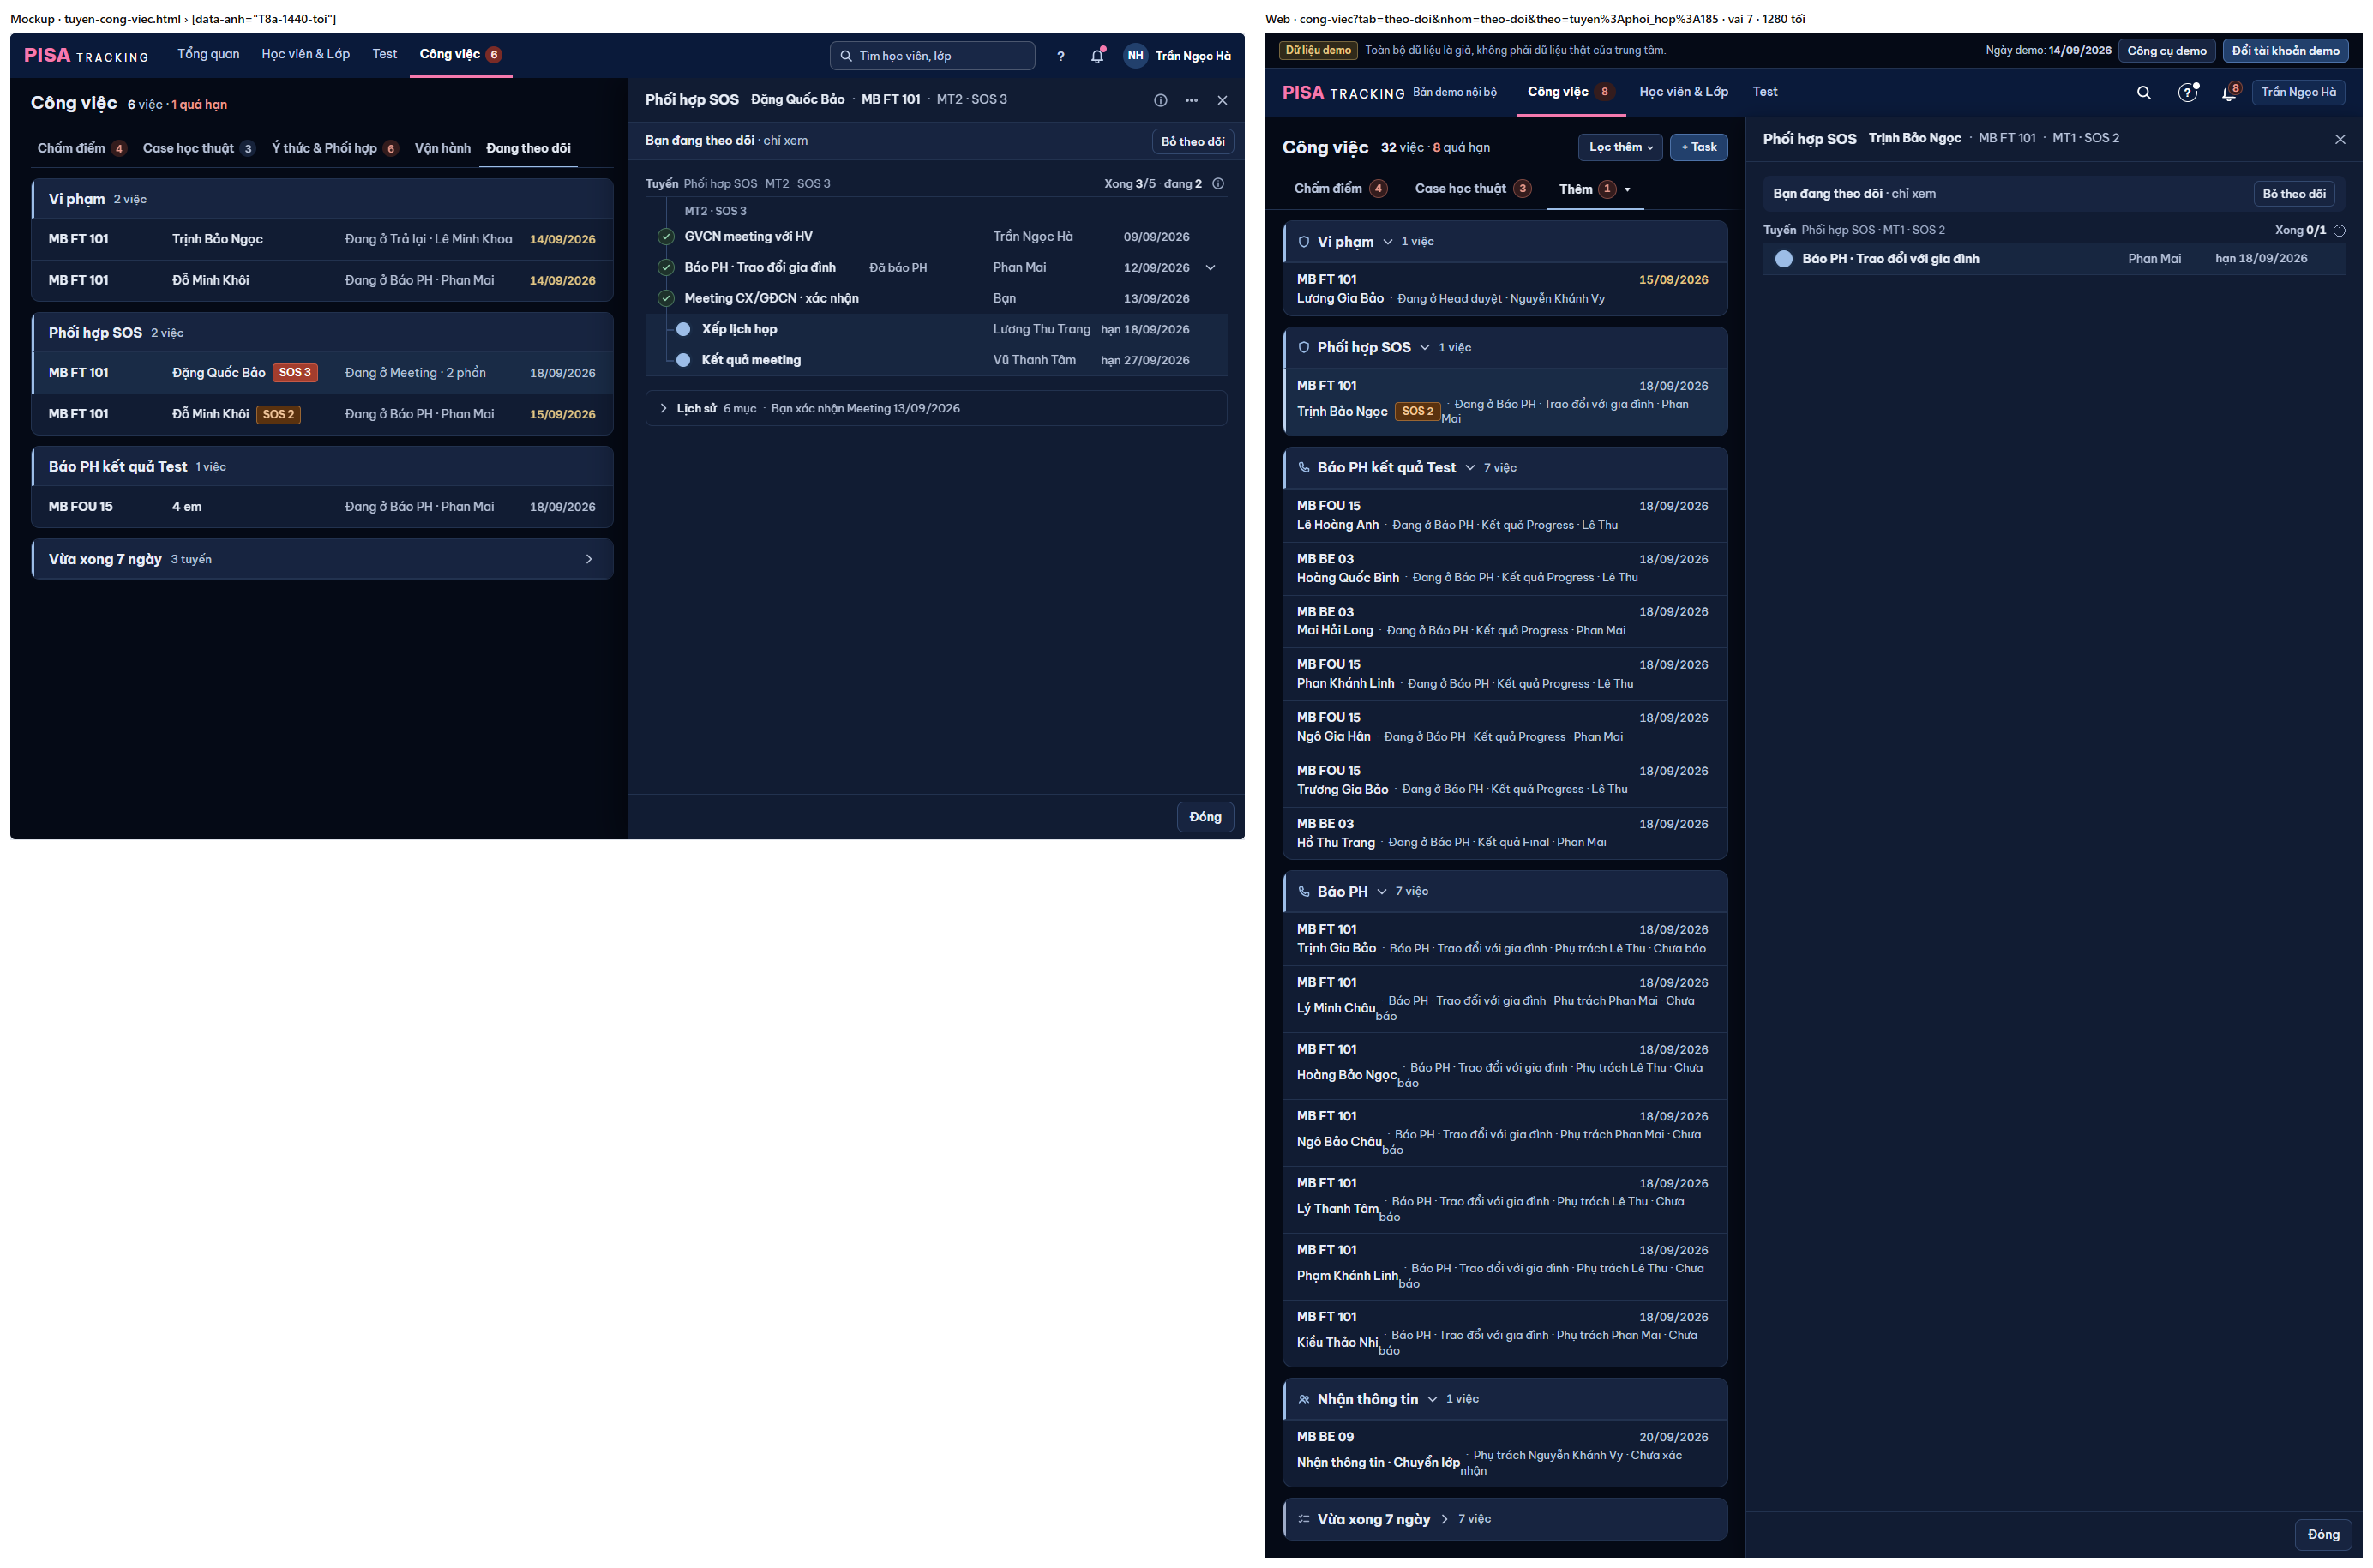 Mockup · tuyen-cong-viec.html › [data-anh="T8a-1440-toi"]
PISA TRACKING Tổng quan Học viên & Lớp Test Công việc 6 Tìm học viên, lớp ? NH Trần Ngọc Hà
Công việc 6 việc · 1 quá hạn
Chấm điểm 4 Case học thuật 3 Ý thức & Phối hợp 6 Vận hành Đang theo dõi
Vi phạm 2 việc
MB FT 101 Trịnh Bảo Ngọc Đang ở Trả lại · Lê Minh Khoa 14/09/2026
MB FT 101 Đỗ Minh Khôi Đang ở Báo PH · Phan Mai 14/09/2026
Phối hợp SOS 2 việc
MB FT 101 Đặng Quốc Bảo SOS 3 Đang ở Meeting · 2 phần 18/09/2026
MB FT 101 Đỗ Minh Khôi SOS 2 Đang ở Báo PH · Phan Mai 15/09/2026
Báo PH kết quả Test 1 việc
MB FOU 15 4 em Đang ở Báo PH · Phan Mai 18/09/2026
Vừa xong 7 ngày 3 tuyến
Phối hợp SOS Đặng Quốc Bảo · MB FT 101 · MT2 · SOS 3
Bạn đang theo dõi · chỉ xem Bỏ theo dõi
Tuyến Phối hợp SOS · MT2 · SOS 3 Xong 3/5 · đang 2
MT2 · SOS 3
GVCN meeting với HV Trần Ngọc Hà 09/09/2026
Báo PH · Trao đổi gia đình Đã báo PH Phan Mai 12/09/2026
Meeting CX/GĐCN · xác nhận Bạn 13/09/2026
Xếp lịch họp Lương Thu Trang hạn 18/09/2026
Kết quả meeting Vũ Thanh Tâm hạn 27/09/2026
Lịch sử 6 mục · Bạn xác nhận Meeting 13/09/2026
Đóng
Web · cong-viec?tab=theo-doi&nhom=theo-doi&theo=tuyen%3Aphoi_hop%3A185 · vai 7 · 1280 tối
Dữ liệu demo Toàn bộ dữ liệu là giả, không phải dữ liệu thật của trung tâm. Ngày demo: 14/09/2026 Công cụ demo Đổi tài khoản demo
PISA TRACKING Bản demo nội bộ Công việc 8 Học viên & Lớp Test ? 8 Trần Ngọc Hà
Công việc 32 việc · 8 quá hạn Lọc thêm + Task
Chấm điểm 4 Case học thuật 3 Thêm 1
Vi phạm 1 việc
MB FT 101 15/09/2026
Lương Gia Bảo · Đang ở Head duyệt · Nguyễn Khánh Vy
Phối hợp SOS 1 việc
MB FT 101 18/09/2026
Trịnh Bảo Ngọc SOS 2 · Đang ở Báo PH · Trao đổi với gia đình · Phan
Mai
Báo PH kết quả Test 7 việc
MB FOU 15 18/09/2026
Lê Hoàng Anh · Đang ở Báo PH · Kết quả Progress · Lê Thu
MB BE 03 18/09/2026
Hoàng Quốc Bình · Đang ở Báo PH · Kết quả Progress · Lê Thu
MB BE 03 18/09/2026
Mai Hải Long · Đang ở Báo PH · Kết quả Progress · Phan Mai
MB FOU 15 18/09/2026
Phan Khánh Linh · Đang ở Báo PH · Kết quả Progress · Lê Thu
MB FOU 15 18/09/2026
Ngô Gia Hân · Đang ở Báo PH · Kết quả Progress · Phan Mai
MB FOU 15 18/09/2026
Trương Gia Bảo · Đang ở Báo PH · Kết quả Progress · Lê Thu
MB BE 03 18/09/2026
Hồ Thu Trang · Đang ở Báo PH · Kết quả Final · Phan Mai
Báo PH 7 việc
MB FT 101 18/09/2026
Trịnh Gia Bảo · Báo PH · Trao đổi với gia đình · Phụ trách Lê Thu · Chưa báo
MB FT 101 18/09/2026
Lý Minh Châu · Báo PH · Trao đổi với gia đình · Phụ trách Phan Mai · Chưa
báo
MB FT 101 18/09/2026
Hoàng Bảo Ngọc · Báo PH · Trao đổi với gia đình · Phụ trách Lê Thu · Chưa
báo
MB FT 101 18/09/2026
Ngô Bảo Châu · Báo PH · Trao đổi với gia đình · Phụ trách Phan Mai · Chưa
báo
MB FT 101 18/09/2026
Lý Thanh Tâm · Báo PH · Trao đổi với gia đình · Phụ trách Lê Thu · Chưa
báo
MB FT 101 18/09/2026
Phạm Khánh Linh · Báo PH · Trao đổi với gia đình · Phụ trách Lê Thu · Chưa
báo
MB FT 101 18/09/2026
Kiều Thảo Nhi · Báo PH · Trao đổi với gia đình · Phụ trách Phan Mai · Chưa
báo
Nhận thông tin 1 việc
MB BE 09 20/09/2026
Nhận thông tin · Chuyển lớp · Phụ trách Nguyễn Khánh Vy · Chưa xác
nhận
Vừa xong 7 ngày 7 việc
Phối hợp SOS Trịnh Bảo Ngọc · MB FT 101 · MT1 · SOS 2
Bạn đang theo dõi · chỉ xem Bỏ theo dõi
Tuyến Phối hợp SOS · MT1 · SOS 2 Xong 0/1
Báo PH · Trao đổi với gia đình Phan Mai hạn 18/09/2026
Đóng